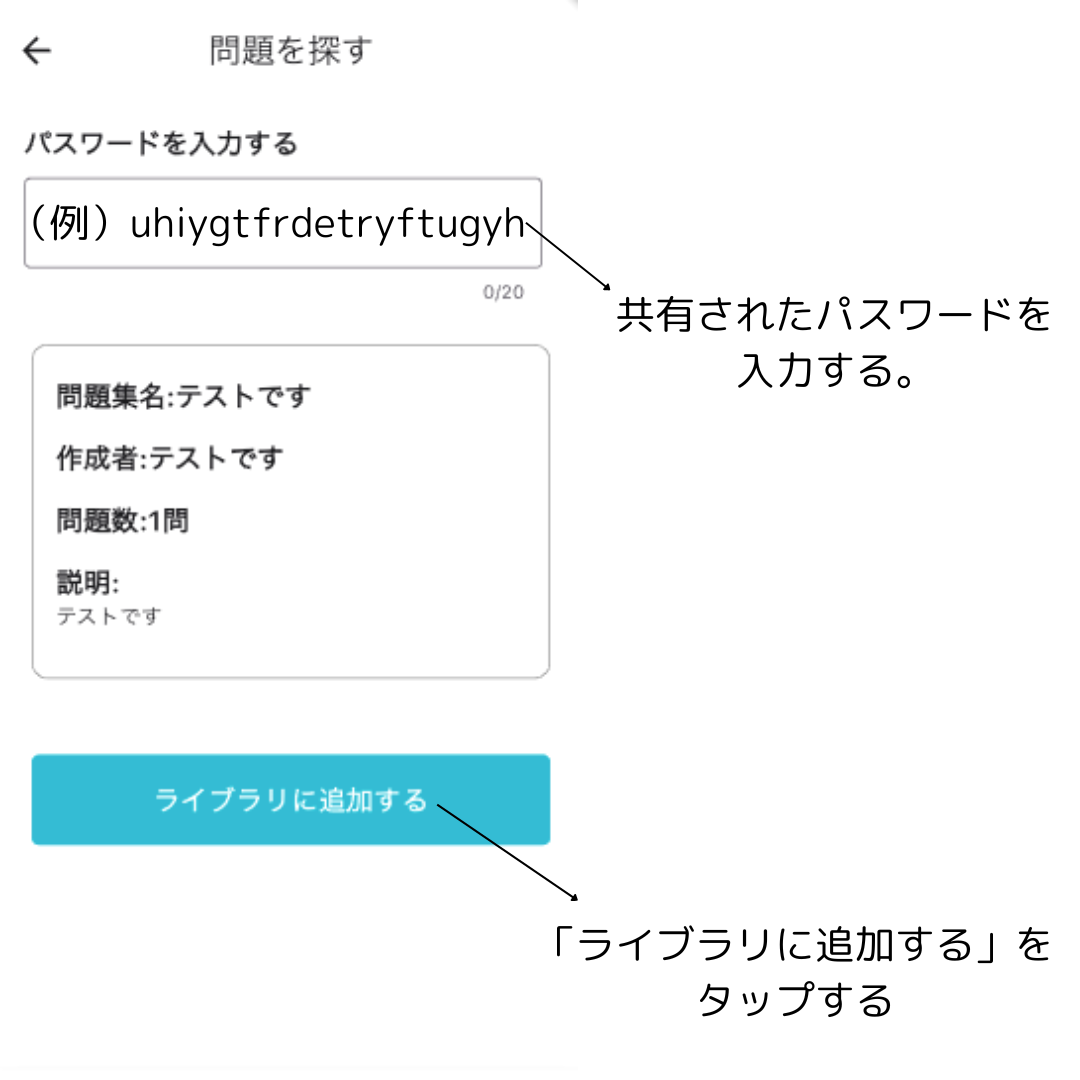 問題を探す
パスワードを入力する
（例）uhiygtfrdetryftugyh
0/20
共有されたパスワードを
入力する。
問題集名:テストです
作成者:テストです
問題数:1問
説明:
テストです
ライブラリに追加する
「ライブラリに追加する」を
タップする